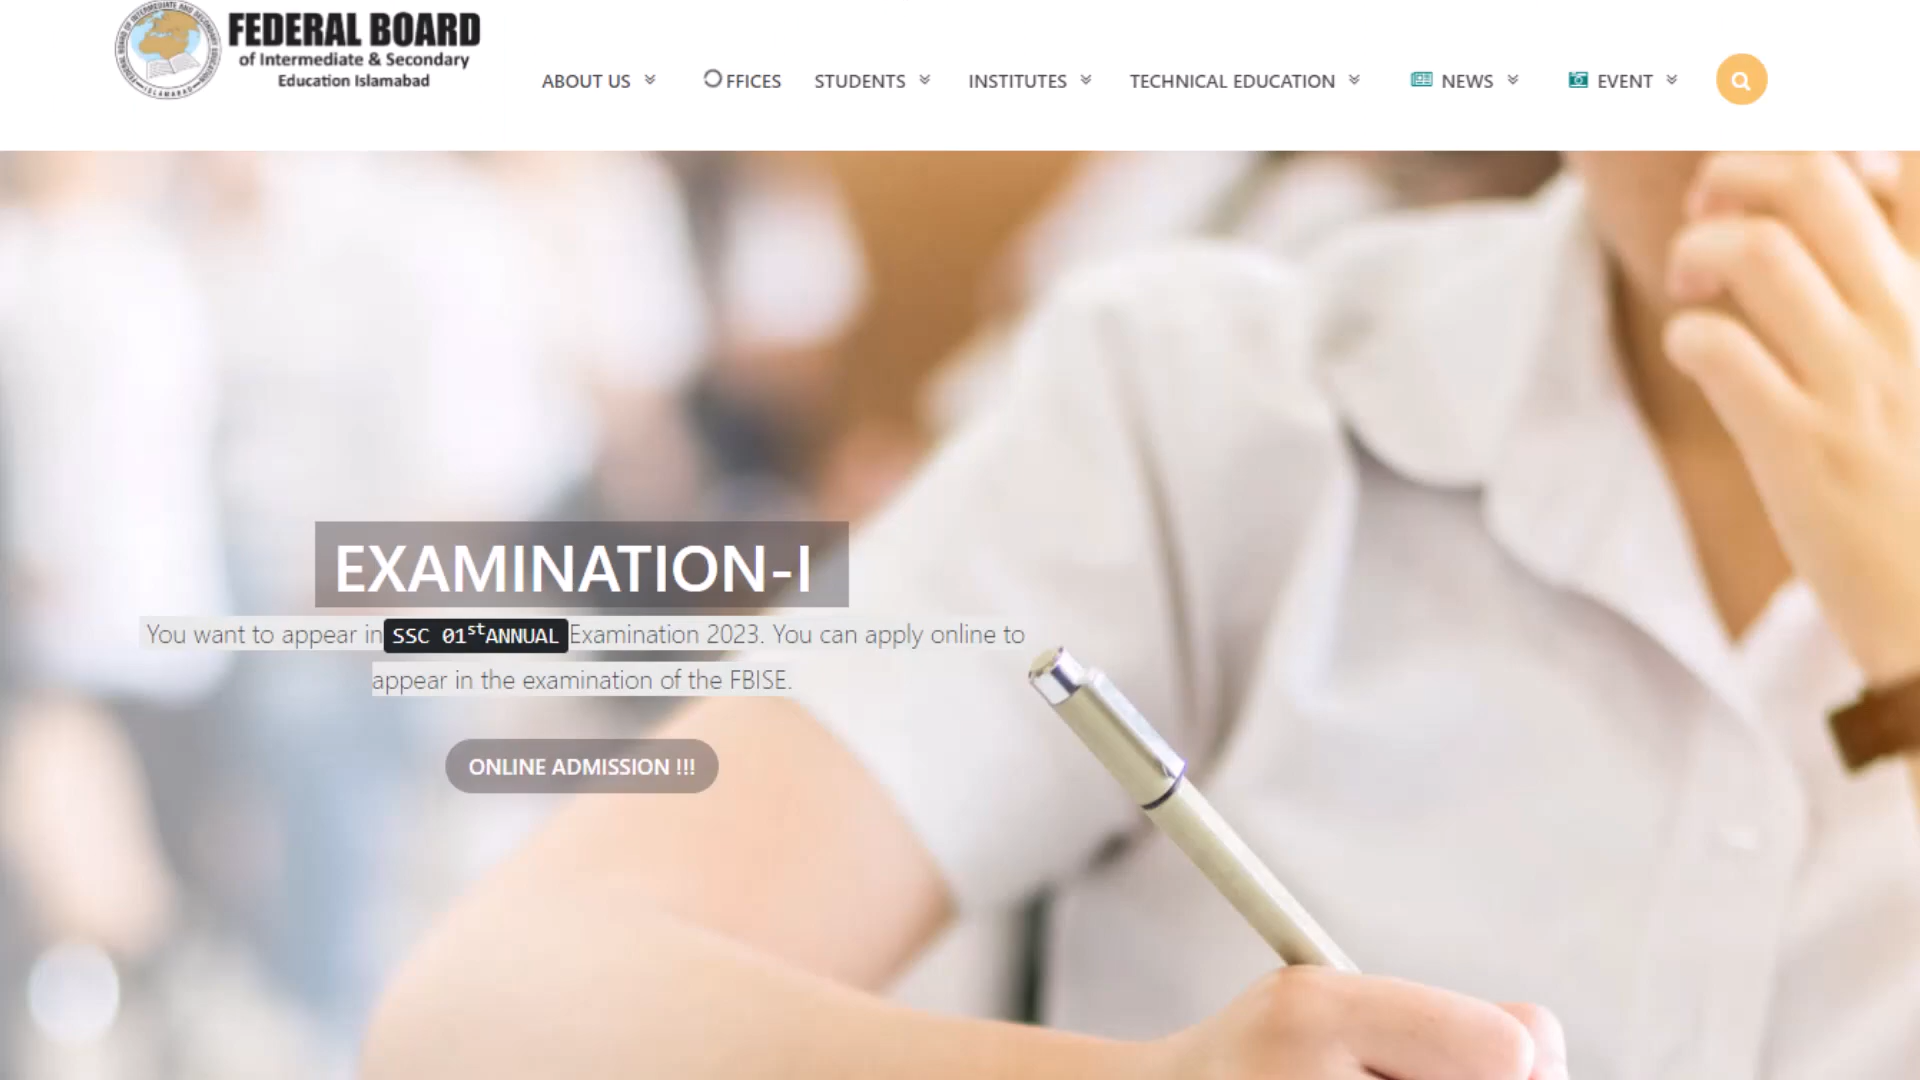 FEDERAL BOARD
of Intermediate & Secondary
Education Islamabad
ABOUT US OFFICES STUDENTS INSTITUTES TECHNICAL EDUCATION NEWS EVENT
EXAMINATION-I
You want to appear in SSC 01stANNUAL Examination 2023. You can apply online to
appear in the examination of the FBISE.
ONLINE ADMISSION !!!